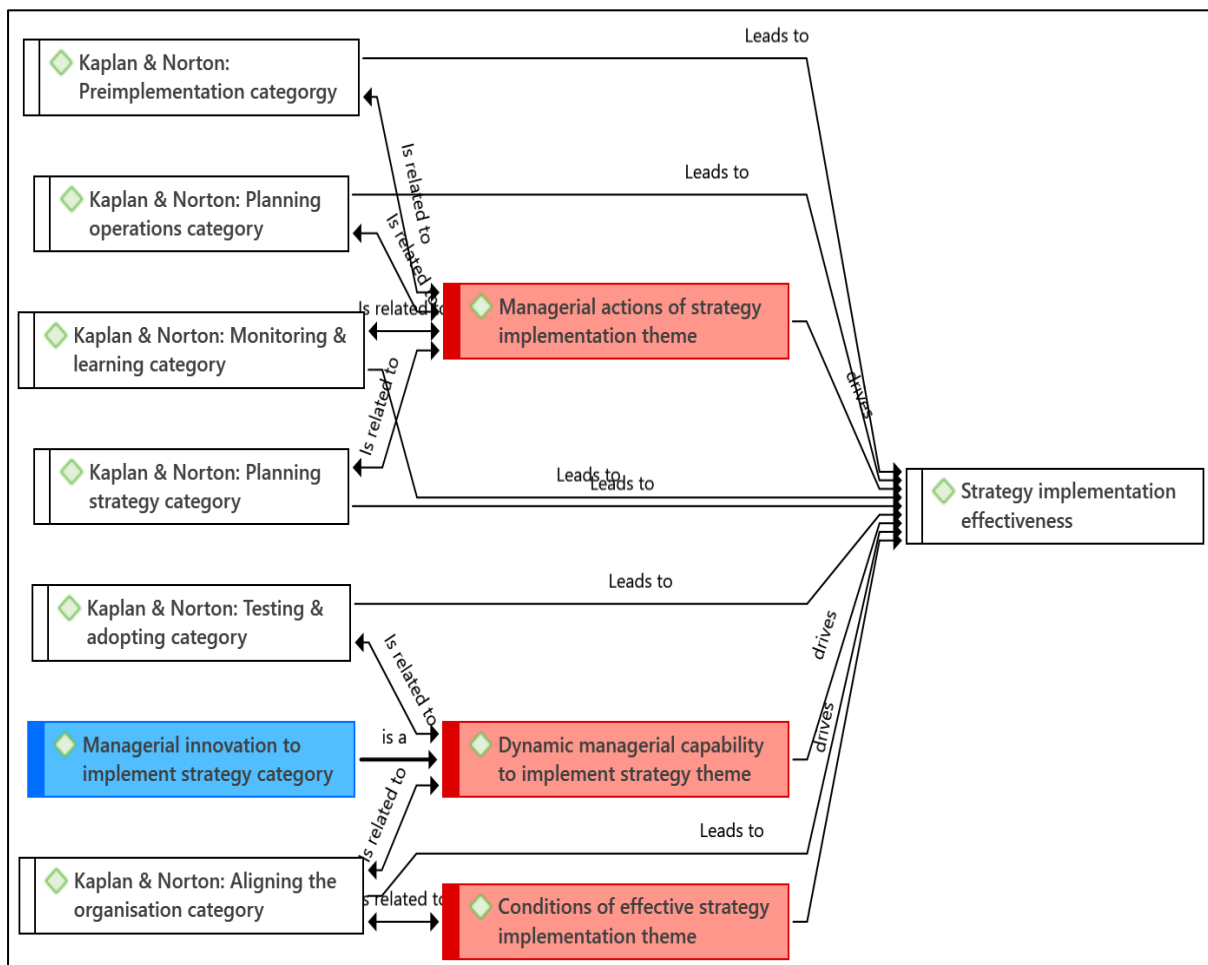 Leads to
Kaplan & Norton:
Preimplementation categorgy
Is related to
Leads to
Kaplan & Norton: Planning
operations category
Is related to
Managerial actions of strategy
implementation theme
Is related to
Kaplan & Norton: Monitoring &
learning category
Is related to
drives
Kaplan & Norton: Planning
strategy category
Leads to
Leads to
Strategy implementation
effectiveness
Kaplan & Norton: Testing &
adopting category
Leads to
Is related to
drives
Managerial innovation to
implement strategy category
is a
Dynamic managerial capability
to implement strategy theme
drives
Is related to
Leads to
Kaplan & Norton: Aligning the
organisation category
Is related to
Conditions of effective strategy
implementation theme